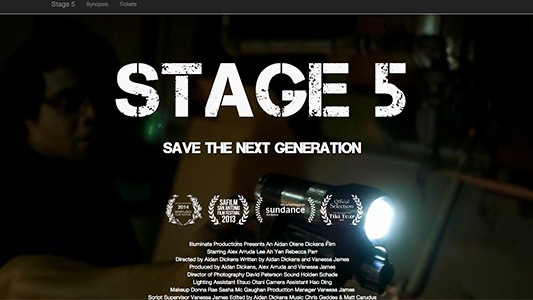 Stage 5 Synopsis Tickets
STAGE 5
SAVE THE NEXT GENERATION
2014
SAFILM
SAN ANTONIO
FILM FESTIVAL
2013
sundance
Official
Selection
Tiki Tour
Illuminate Productions Presents An Aidan Otene Dickens Film
Starring Alex Arruda Lee Ah Yen Rebecca Parr
Directed by Aidan Dickens Written by Aidan Dickens and Vanessa James
Produced by Aidan Dickens, Alex Arruda and Vanessa James
Director of Photography David Peterson Sound Holden Schade
Lighting Assistant Etsuo Otani Camera Assistant Hao Ding
Makeup Donna Rae Sasha Mc Gaughan Production Manager Vanessa James
Script Supervisor Vanessa James Edited by Aidan Dickens Music Chris Geddes & Matt Carudus